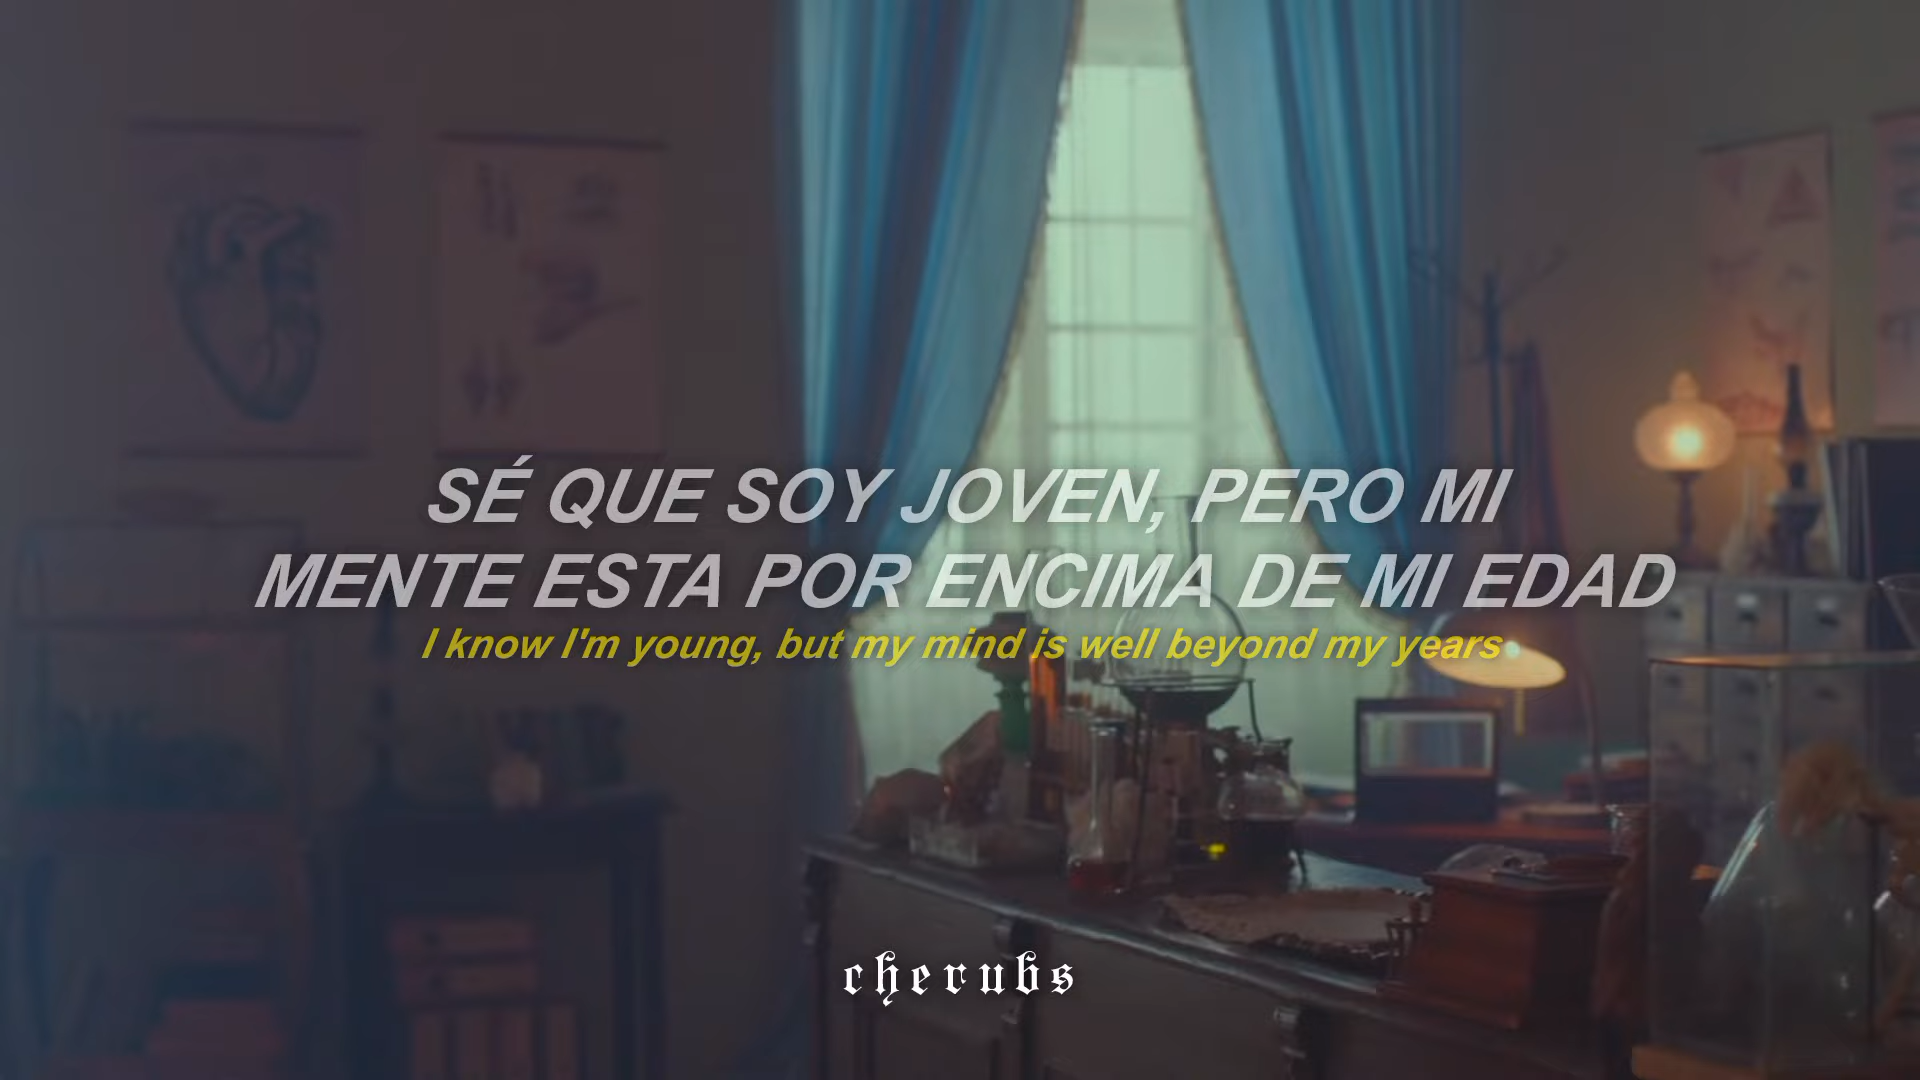 SÉ QUE SOY JOVEN, PERO MI
MENTE ESTA POR ENCIMA DE MI EDAD
I know I'm young, but my mind is well beyond my years
cherubs